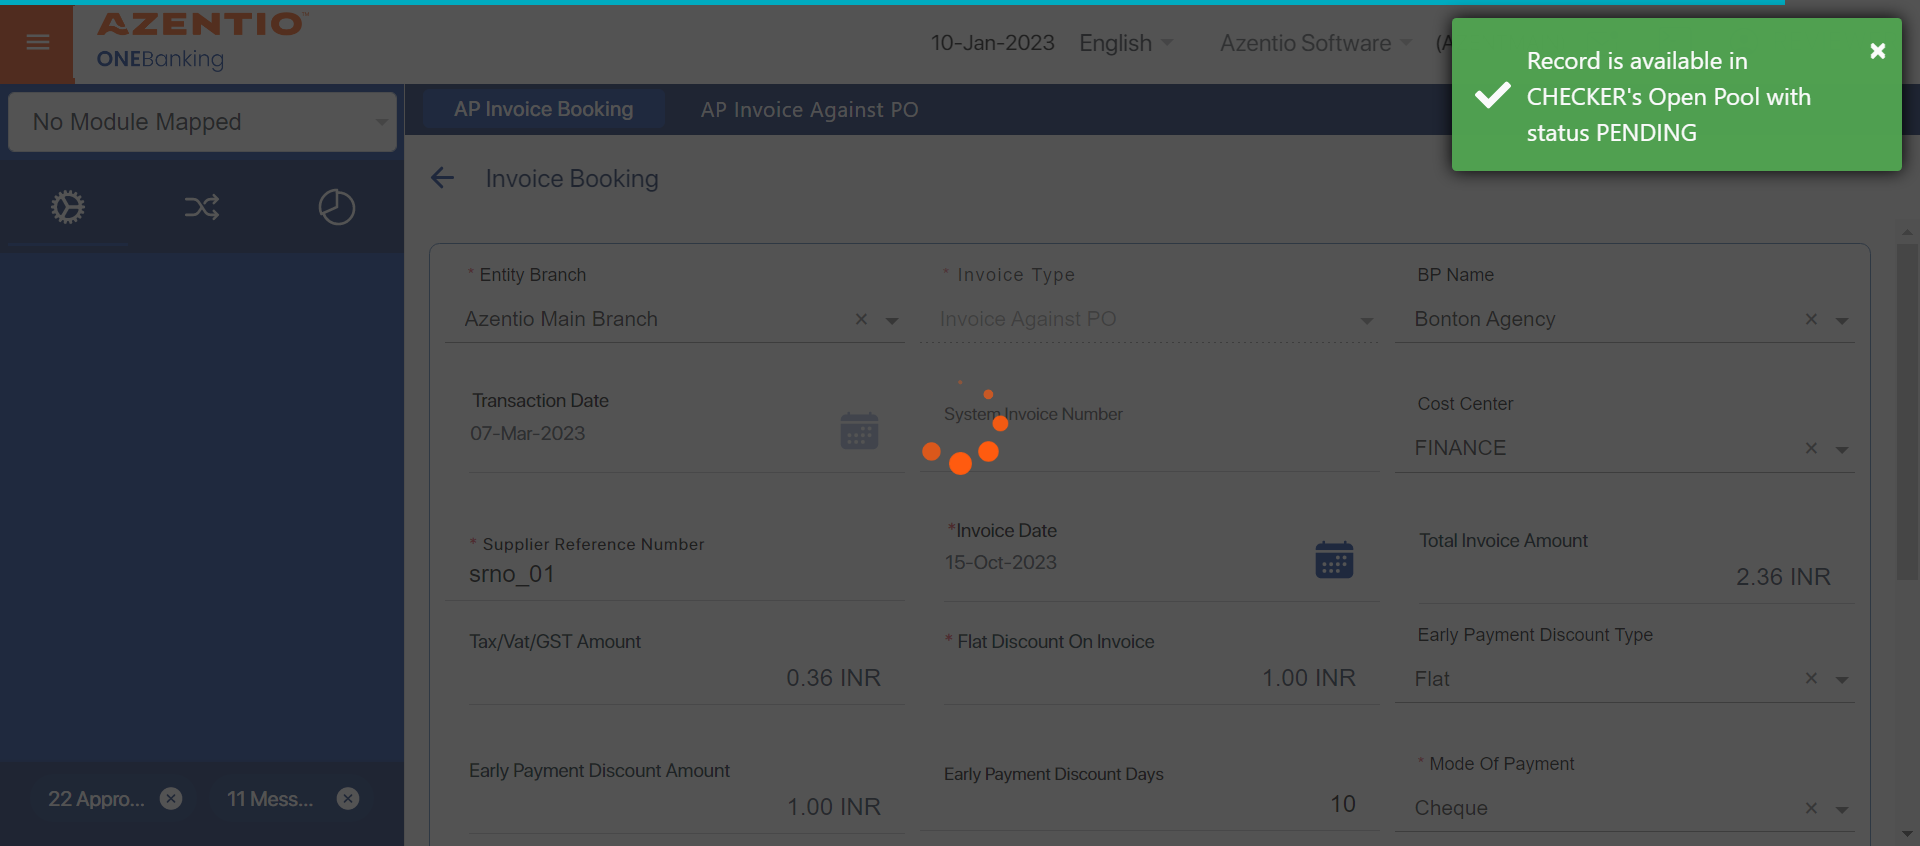 AZENTIO™
ONEBanking
10-Jan-2023 English Azentio Software (A
Record is available in
CHECKER's Open Pool with
status PENDING
No Module Mapped
AP Invoice Booking AP Invoice Against PO
Invoice Booking
* Entity Branch
Azentio Main Branch
* Invoice Type
Invoice Against PO
BP Name
Bonton Agency
Transaction Date
07-Mar-2023
System Invoice Number
Cost Center
FINANCE
* Supplier Reference Number
srno_01
*Invoice Date
15-Oct-2023
Total Invoice Amount
2.36 INR
Tax/Vat/GST Amount
0.36 INR
* Flat Discount On Invoice
1.00 INR
Early Payment Discount Type
Flat
Early Payment Discount Amount
1.00 INR
Early Payment Discount Days
10
* Mode Of Payment
Cheque
22 Appro... 11 Mess...